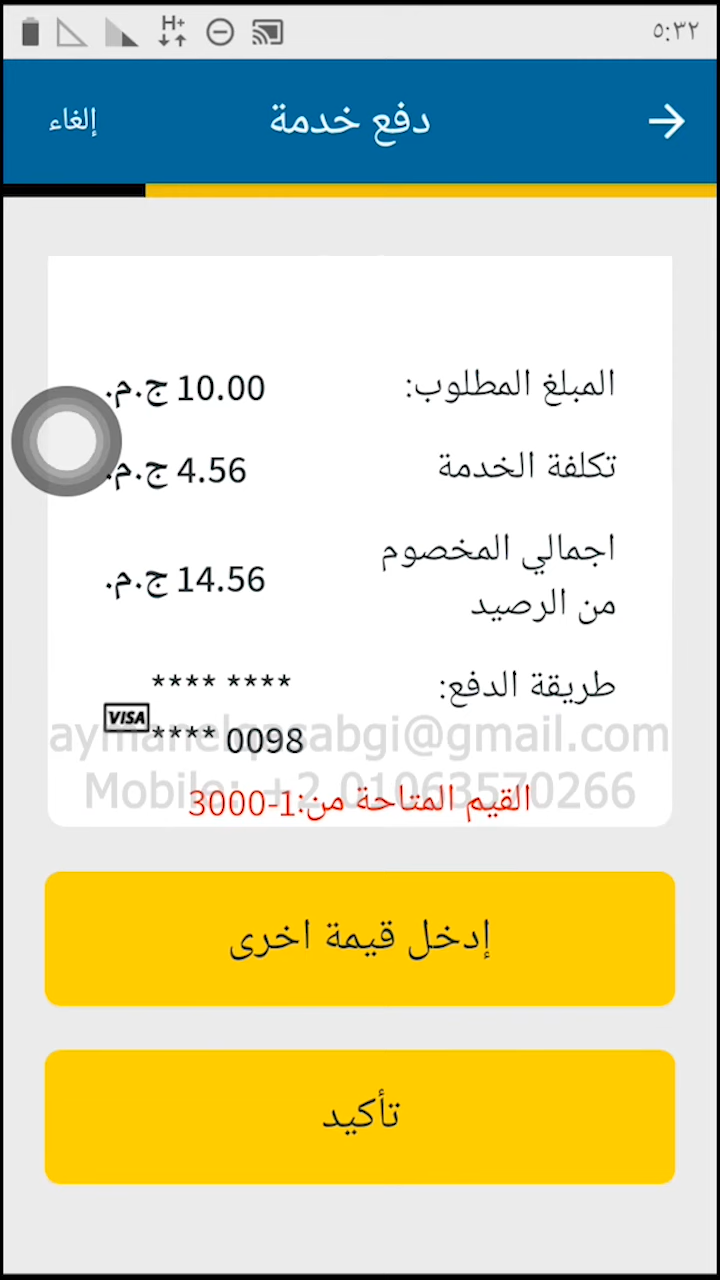 H+ ٥:٣٢
دفع خدمة
إلغاء
المبلغ المطلوب: 10.00 ج.م.
تكلفة الخدمة 4.56 ج.م.
اجمالي المخصوم
من الرصيد 14.56 ج.م.
طريقة الدفع: **** ****
VISA **** 0098
@gmail.com
Mobile: +2 01063570266
القيم المتاحة من:1-3000
إدخل قيمة اخرى
تأكيد